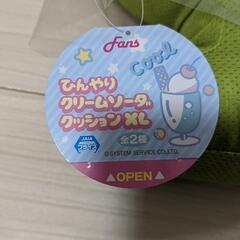 Fans
Cool
ひんやり
クリームソーダ
クッションXL
全2種
©SYSTEM SERVICE CO.,LTD.
▲OPEN▲